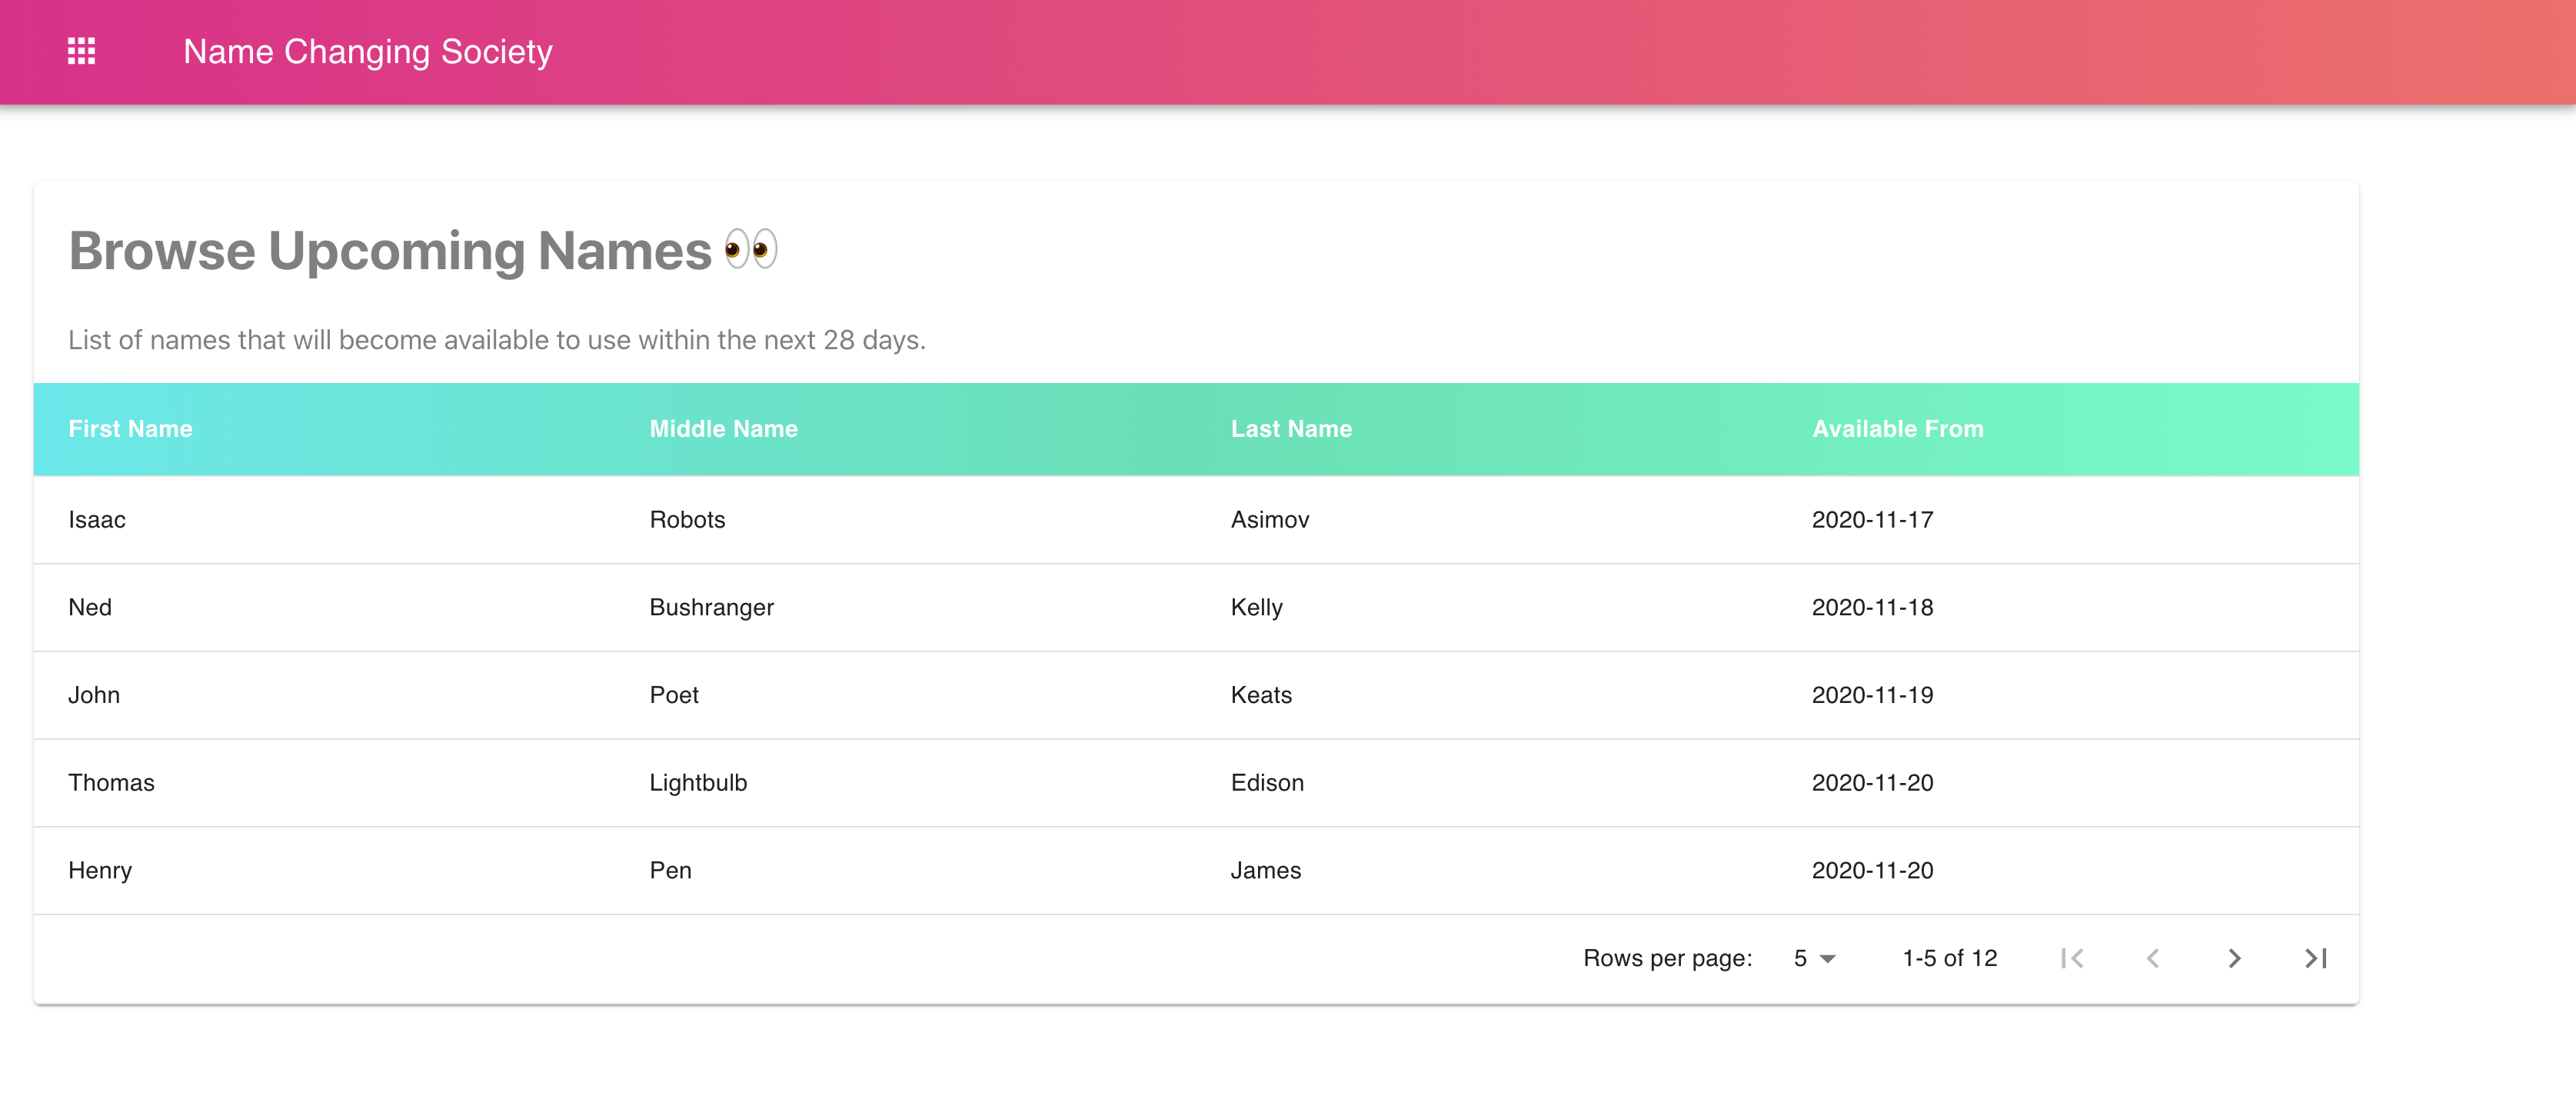 Name Changing Society
Browse Upcoming Names 👀
List of names that will become available to use within the next 28 days.
First Name Middle Name Last Name Available From
Isaac Robots Asimov 2020-11-17
Ned Bushranger Kelly 2020-11-18
John Poet Keats 2020-11-19
Thomas Lightbulb Edison 2020-11-20
Henry Pen James 2020-11-20
Rows per page: 5 1-5 of 12